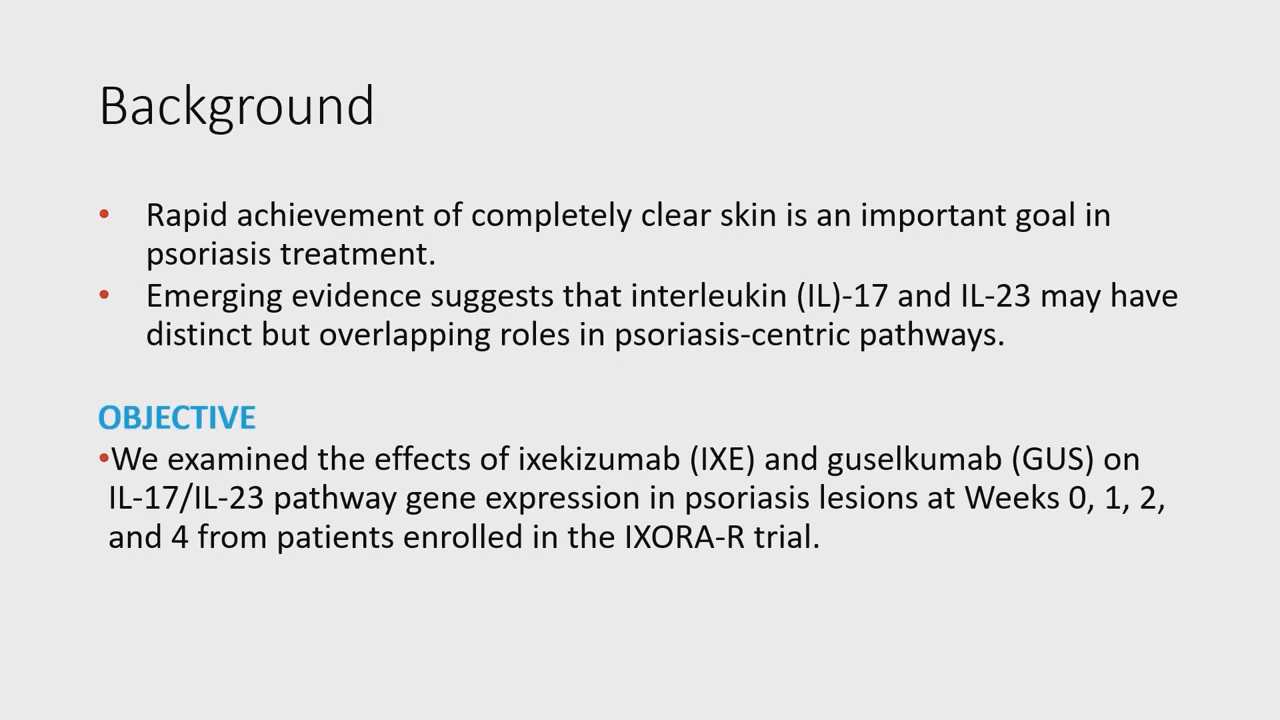 Background
• Rapid achievement of completely clear skin is an important goal in
psoriasis treatment.
• Emerging evidence suggests that interleukin (IL)-17 and IL-23 may have
distinct but overlapping roles in psoriasis-centric pathways.
OBJECTIVE
•We examined the effects of ixekizumab (IXE) and guselkumab (GUS) on
IL-17/IL-23 pathway gene expression in psoriasis lesions at Weeks 0, 1, 2,
and 4 from patients enrolled in the IXORA-R trial.